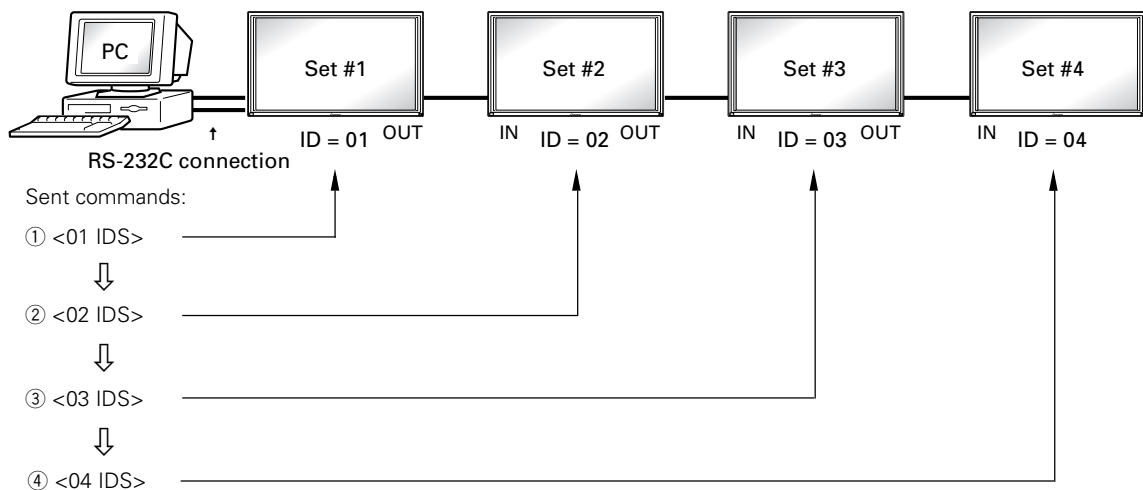 PC
Set #1
Set #2
Set #3
Set #4
ID = 01
OUT
IN
ID = 02
OUT
IN
ID = 03
OUT
IN
ID = 04
RS-232C connection
Sent commands:
① <01 IDS>
② <02 IDS>
③ <03 IDS>
④ <04 IDS>